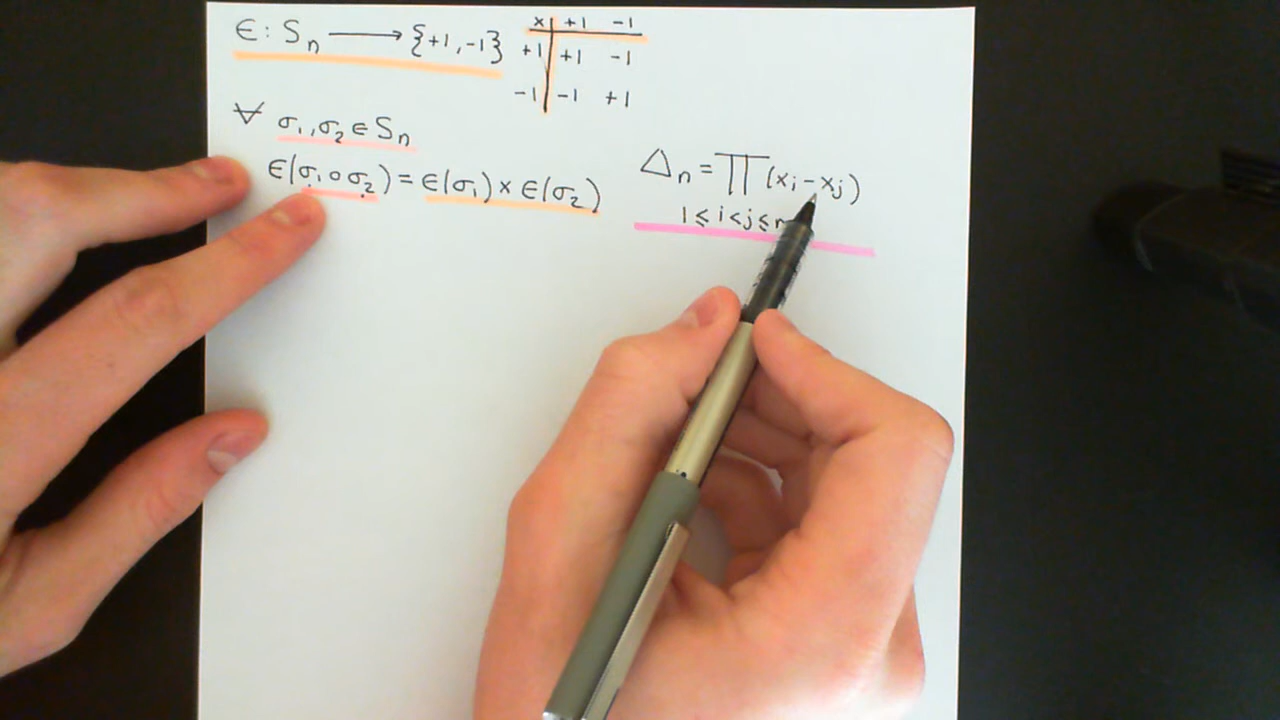 ∈ : Sₙ ⟶ {+1, -1}
× | +1 -1
+1 | +1 -1
-1 | -1 +1
∀ σ₁, σ₂ ∈ Sₙ
∈(σ₁ ∘ σ₂) = ∈(σ₁) × ∈(σ₂)
Δₙ = ∏ (xᵢ - xⱼ)
1 ≤ i < j ≤ n